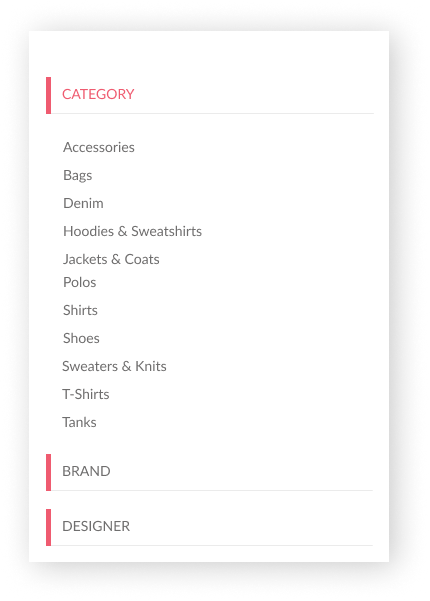 CATEGORY
Accessories
Bags
Denim
Hoodies & Sweatshirts
Jackets & Coats
Polos
Shirts
Shoes
Sweaters & Knits
T-Shirts
Tanks
BRAND
DESIGNER